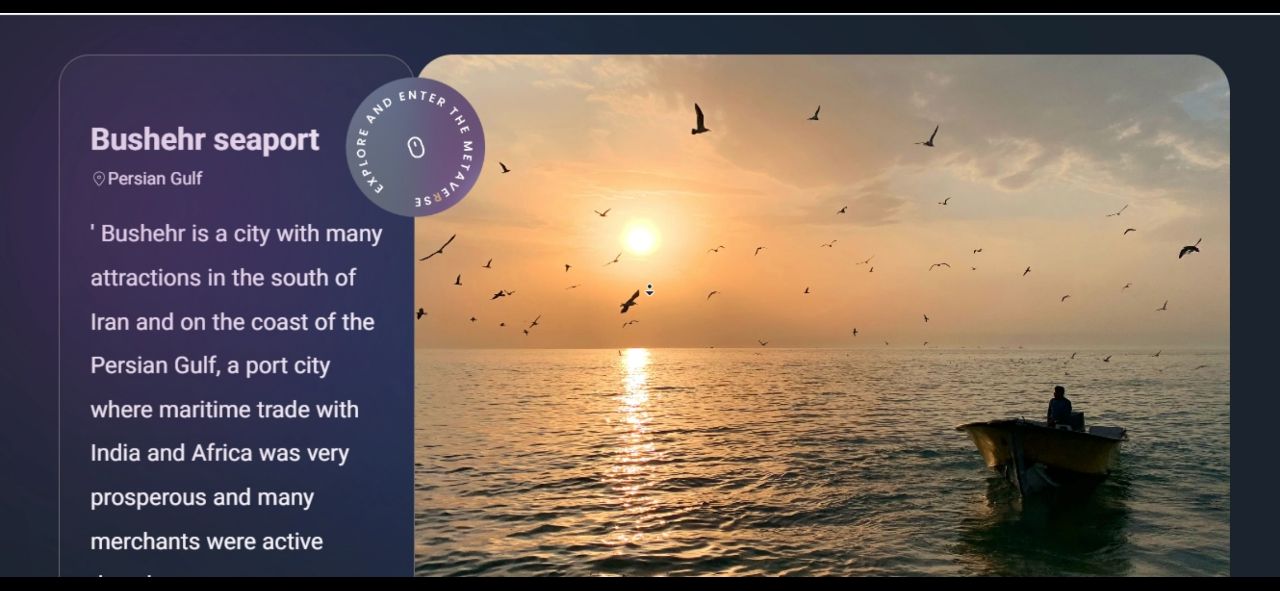 Bushehr seaport
Persian Gulf
EXPLORE AND ENTER THE METAVERSE
' Bushehr is a city with many
attractions in the south of
Iran and on the coast of the
Persian Gulf, a port city
where maritime trade with
India and Africa was very
prosperous and many
merchants were active